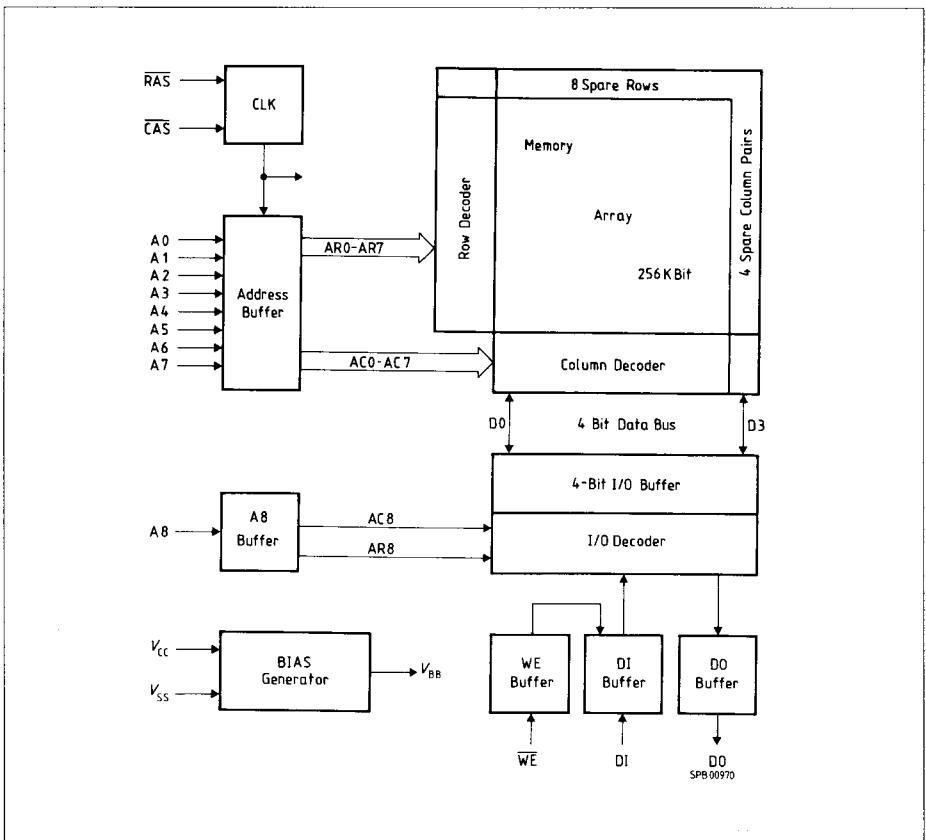 R̅A̅S̅
CLK
C̅A̅S̅
8 Spare Rows
Row Decoder
Memory
Array
256 K Bit
4 Spare Column Pairs
A0
A1
A2
A3
A4
A5
A6
A7
Address
Buffer
AR0-AR7
AC0-AC7
Column Decoder
D0
4 Bit Data Bus
D3
4-Bit I/O Buffer
I/O Decoder
A8
A8
Buffer
AC8
AR8
VCC
VSS
BIAS
Generator
VBB
WE
Buffer
DI
Buffer
DO
Buffer
W̅E̅
DI
DO
SPB00970